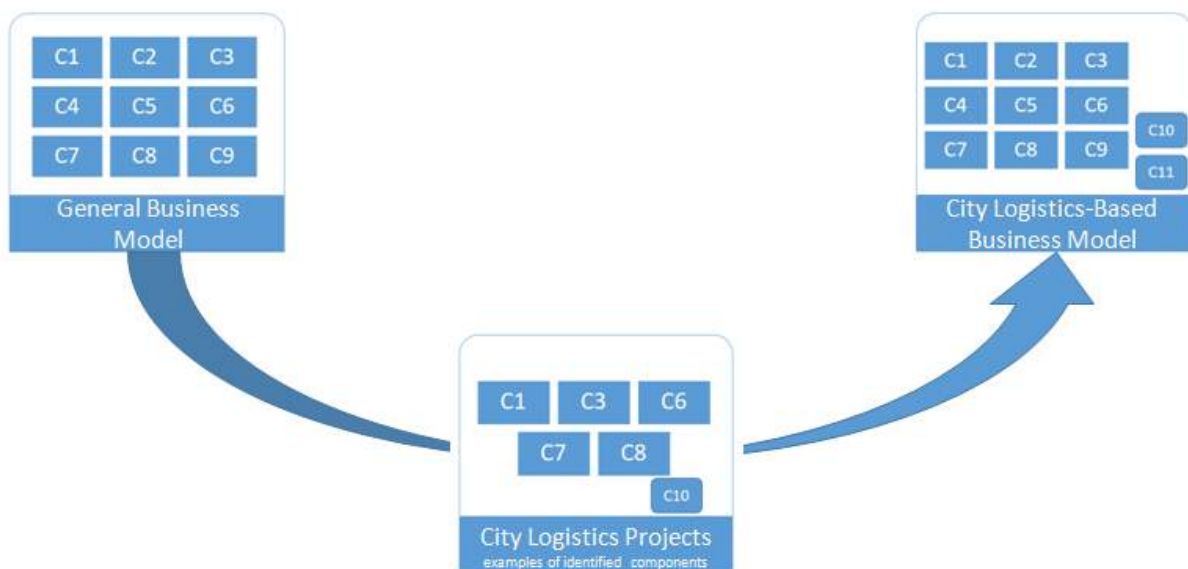 C1 C2 C3
C4 C5 C6
C7 C8 C9
General Business
Model
C1 C2 C3
C4 C5 C6
C10
C7 C8 C9
C11
City Logistics-Based
Business Model
C1 C3 C6
C7 C8
C10
City Logistics Projects
examples of identified components